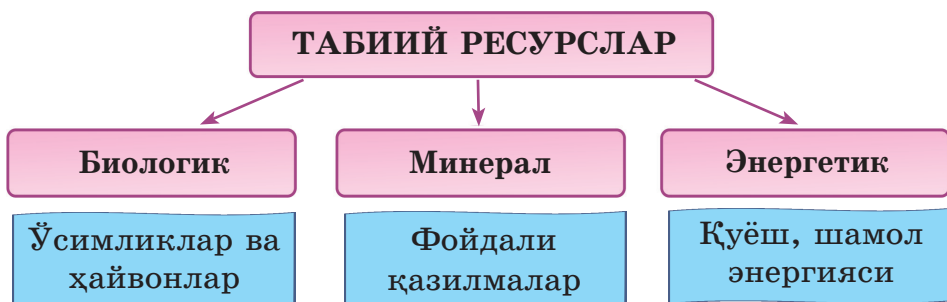 ТАБИИЙ РЕСУРСЛАР
Биологик
Минерал
Энергетик
Ўсимликлар ва
ҳайвонлар
Фойдали
қазилмалар
Қуёш, шамол
энергияси